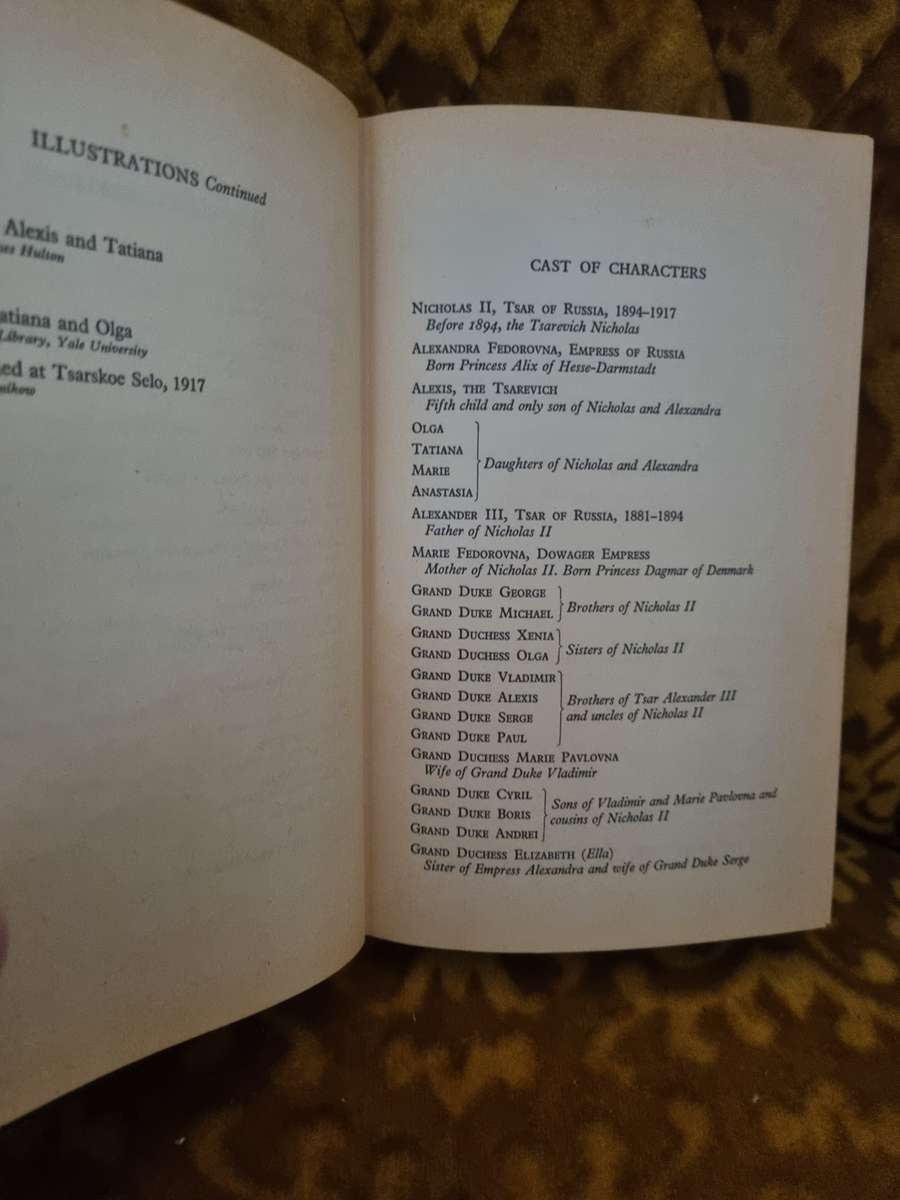 ILLUSTRATIONS Continued
Alexis and Tatiana
Hulton
and Olga
Library, Yale University
at Tsarskoe Selo, 1917
CAST OF CHARACTERS
NICHOLAS II, TSAR OF RUSSIA, 1894–1917
Before 1894, the Tsarevich Nicholas
ALEXANDRA FEDOROVNA, EMPRESS OF RUSSIA
Born Princess Alix of Hesse-Darmstadt
ALEXIS, THE TSAREVICH
Fifth child and only son of Nicholas and Alexandra
OLGA
TATIANA
MARIE
ANASTASIA
Daughters of Nicholas and Alexandra
ALEXANDER III, TSAR OF RUSSIA, 1881–1894
Father of Nicholas II
MARIE FEDOROVNA, DOWAGER EMPRESS
Mother of Nicholas II. Born Princess Dagmar of Denmark
GRAND DUKE GEORGE
GRAND DUKE MICHAEL
Brothers of Nicholas II
GRAND DUCHESS XENIA
GRAND DUCHESS OLGA
Sisters of Nicholas II
GRAND DUKE VLADIMIR
GRAND DUKE ALEXIS
GRAND DUKE SERGE
GRAND DUKE PAUL
Brothers of Tsar Alexander III
and uncles of Nicholas II
GRAND DUCHESS MARIE PAVLOVNA
Wife of Grand Duke Vladimir
GRAND DUKE CYRIL
GRAND DUKE BORIS
GRAND DUKE ANDREI
Sons of Vladimir and Marie Pavlovna and
cousins of Nicholas II
GRAND DUCHESS ELIZABETH (Ella)
Sister of Empress Alexandra and wife of Grand Duke Serge